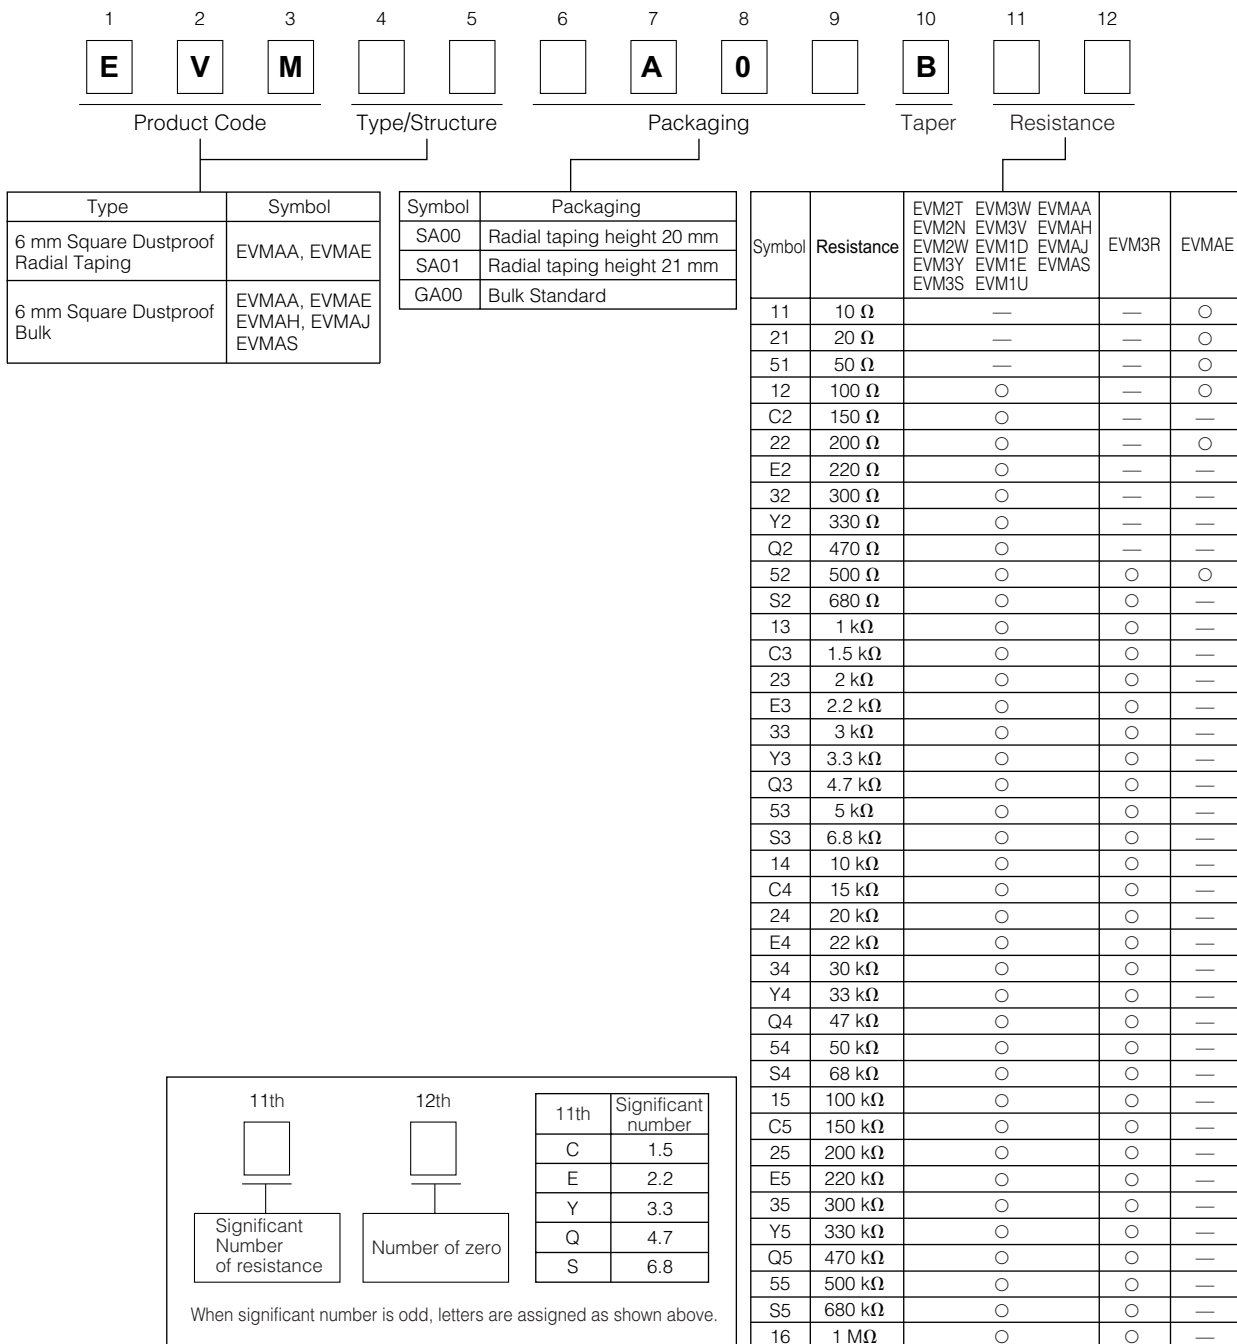 1 2 3 4 5 6 7 8 9 10 11 12
E V M A 0 B
Product Code Type/Structure Packaging Taper Resistance
Type Symbol
6 mm Square Dustproof
Radial Taping
EVMAA, EVMAE
6 mm Square Dustproof
Bulk
EVMAA, EVMAE
EVMAH, EVMAJ
EVMAS
Symbol Packaging
SA00 Radial taping height 20 mm
SA01 Radial taping height 21 mm
GA00 Bulk Standard
Symbol Resistance
EVM2T EVM3W EVMAA
EVM2N EVM3V EVMAH
EVM2W EVM1D EVMAJ
EVM3Y EVM1E EVMAS
EVM3S EVM1U
EVM3R EVMAE
11 10 Ω — — ○
21 20 Ω — — ○
51 50 Ω — — ○
12 100 Ω ○ — ○
C2 150 Ω ○ — —
22 200 Ω ○ — ○
E2 220 Ω ○ — —
32 300 Ω ○ — —
Y2 330 Ω ○ — —
Q2 470 Ω ○ — —
52 500 Ω ○ ○ ○
S2 680 Ω ○ ○ —
13 1 kΩ ○ ○ —
C3 1.5 kΩ ○ ○ —
23 2 kΩ ○ ○ —
E3 2.2 kΩ ○ ○ —
33 3 kΩ ○ ○ —
Y3 3.3 kΩ ○ ○ —
Q3 4.7 kΩ ○ ○ —
53 5 kΩ ○ ○ —
S3 6.8 kΩ ○ ○ —
14 10 kΩ ○ ○ —
C4 15 kΩ ○ ○ —
24 20 kΩ ○ ○ —
E4 22 kΩ ○ ○ —
34 30 kΩ ○ ○ —
Y4 33 kΩ ○ ○ —
Q4 47 kΩ ○ ○ —
54 50 kΩ ○ ○ —
S4 68 kΩ ○ ○ —
15 100 kΩ ○ ○ —
C5 150 kΩ ○ ○ —
25 200 kΩ ○ ○ —
E5 220 kΩ ○ ○ —
35 300 kΩ ○ ○ —
Y5 330 kΩ ○ ○ —
Q5 470 kΩ ○ ○ —
55 500 kΩ ○ ○ —
S5 680 kΩ ○ ○ —
16 1 MΩ ○ ○ —
11th 12th
Significant
Number
of resistance
Number of zero
11th Significant
number
C 1.5
E 2.2
Y 3.3
Q 4.7
S 6.8
When significant number is odd, letters are assigned as shown above.